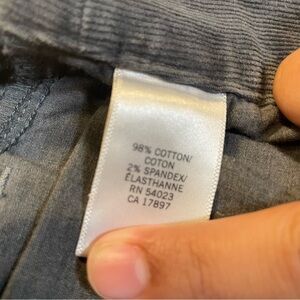 98% COTTON/
COTON
2% SPANDEX/
ÉLASTHANNE
RN 54023
CA 17897